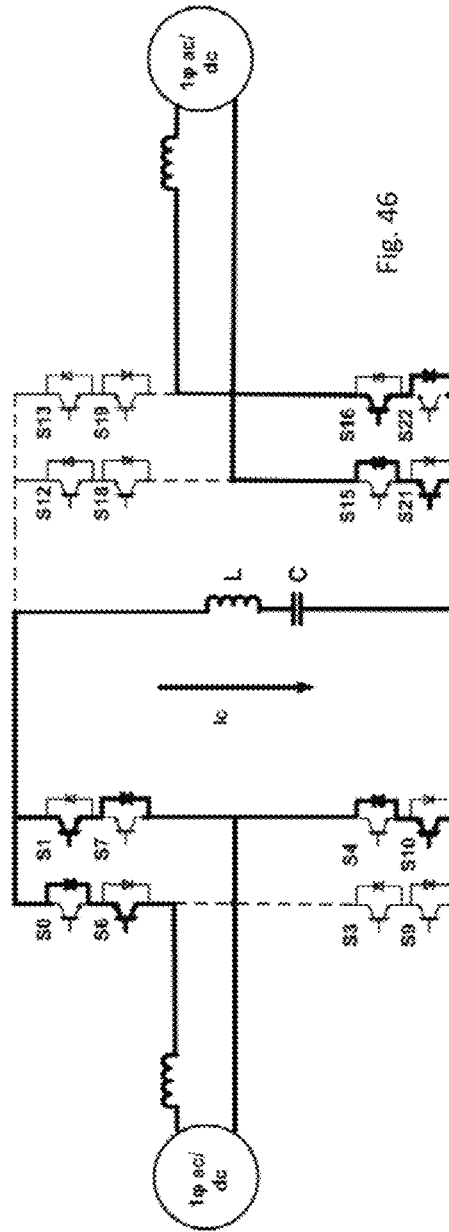 1φ ac/
dc
S0
S6
S1
S7
S3
S9
S4
S10
Ic
L
C
S12
S18
S13
S19
S15
S21
S16
S22
1φ ac/
dc
Fig. 46